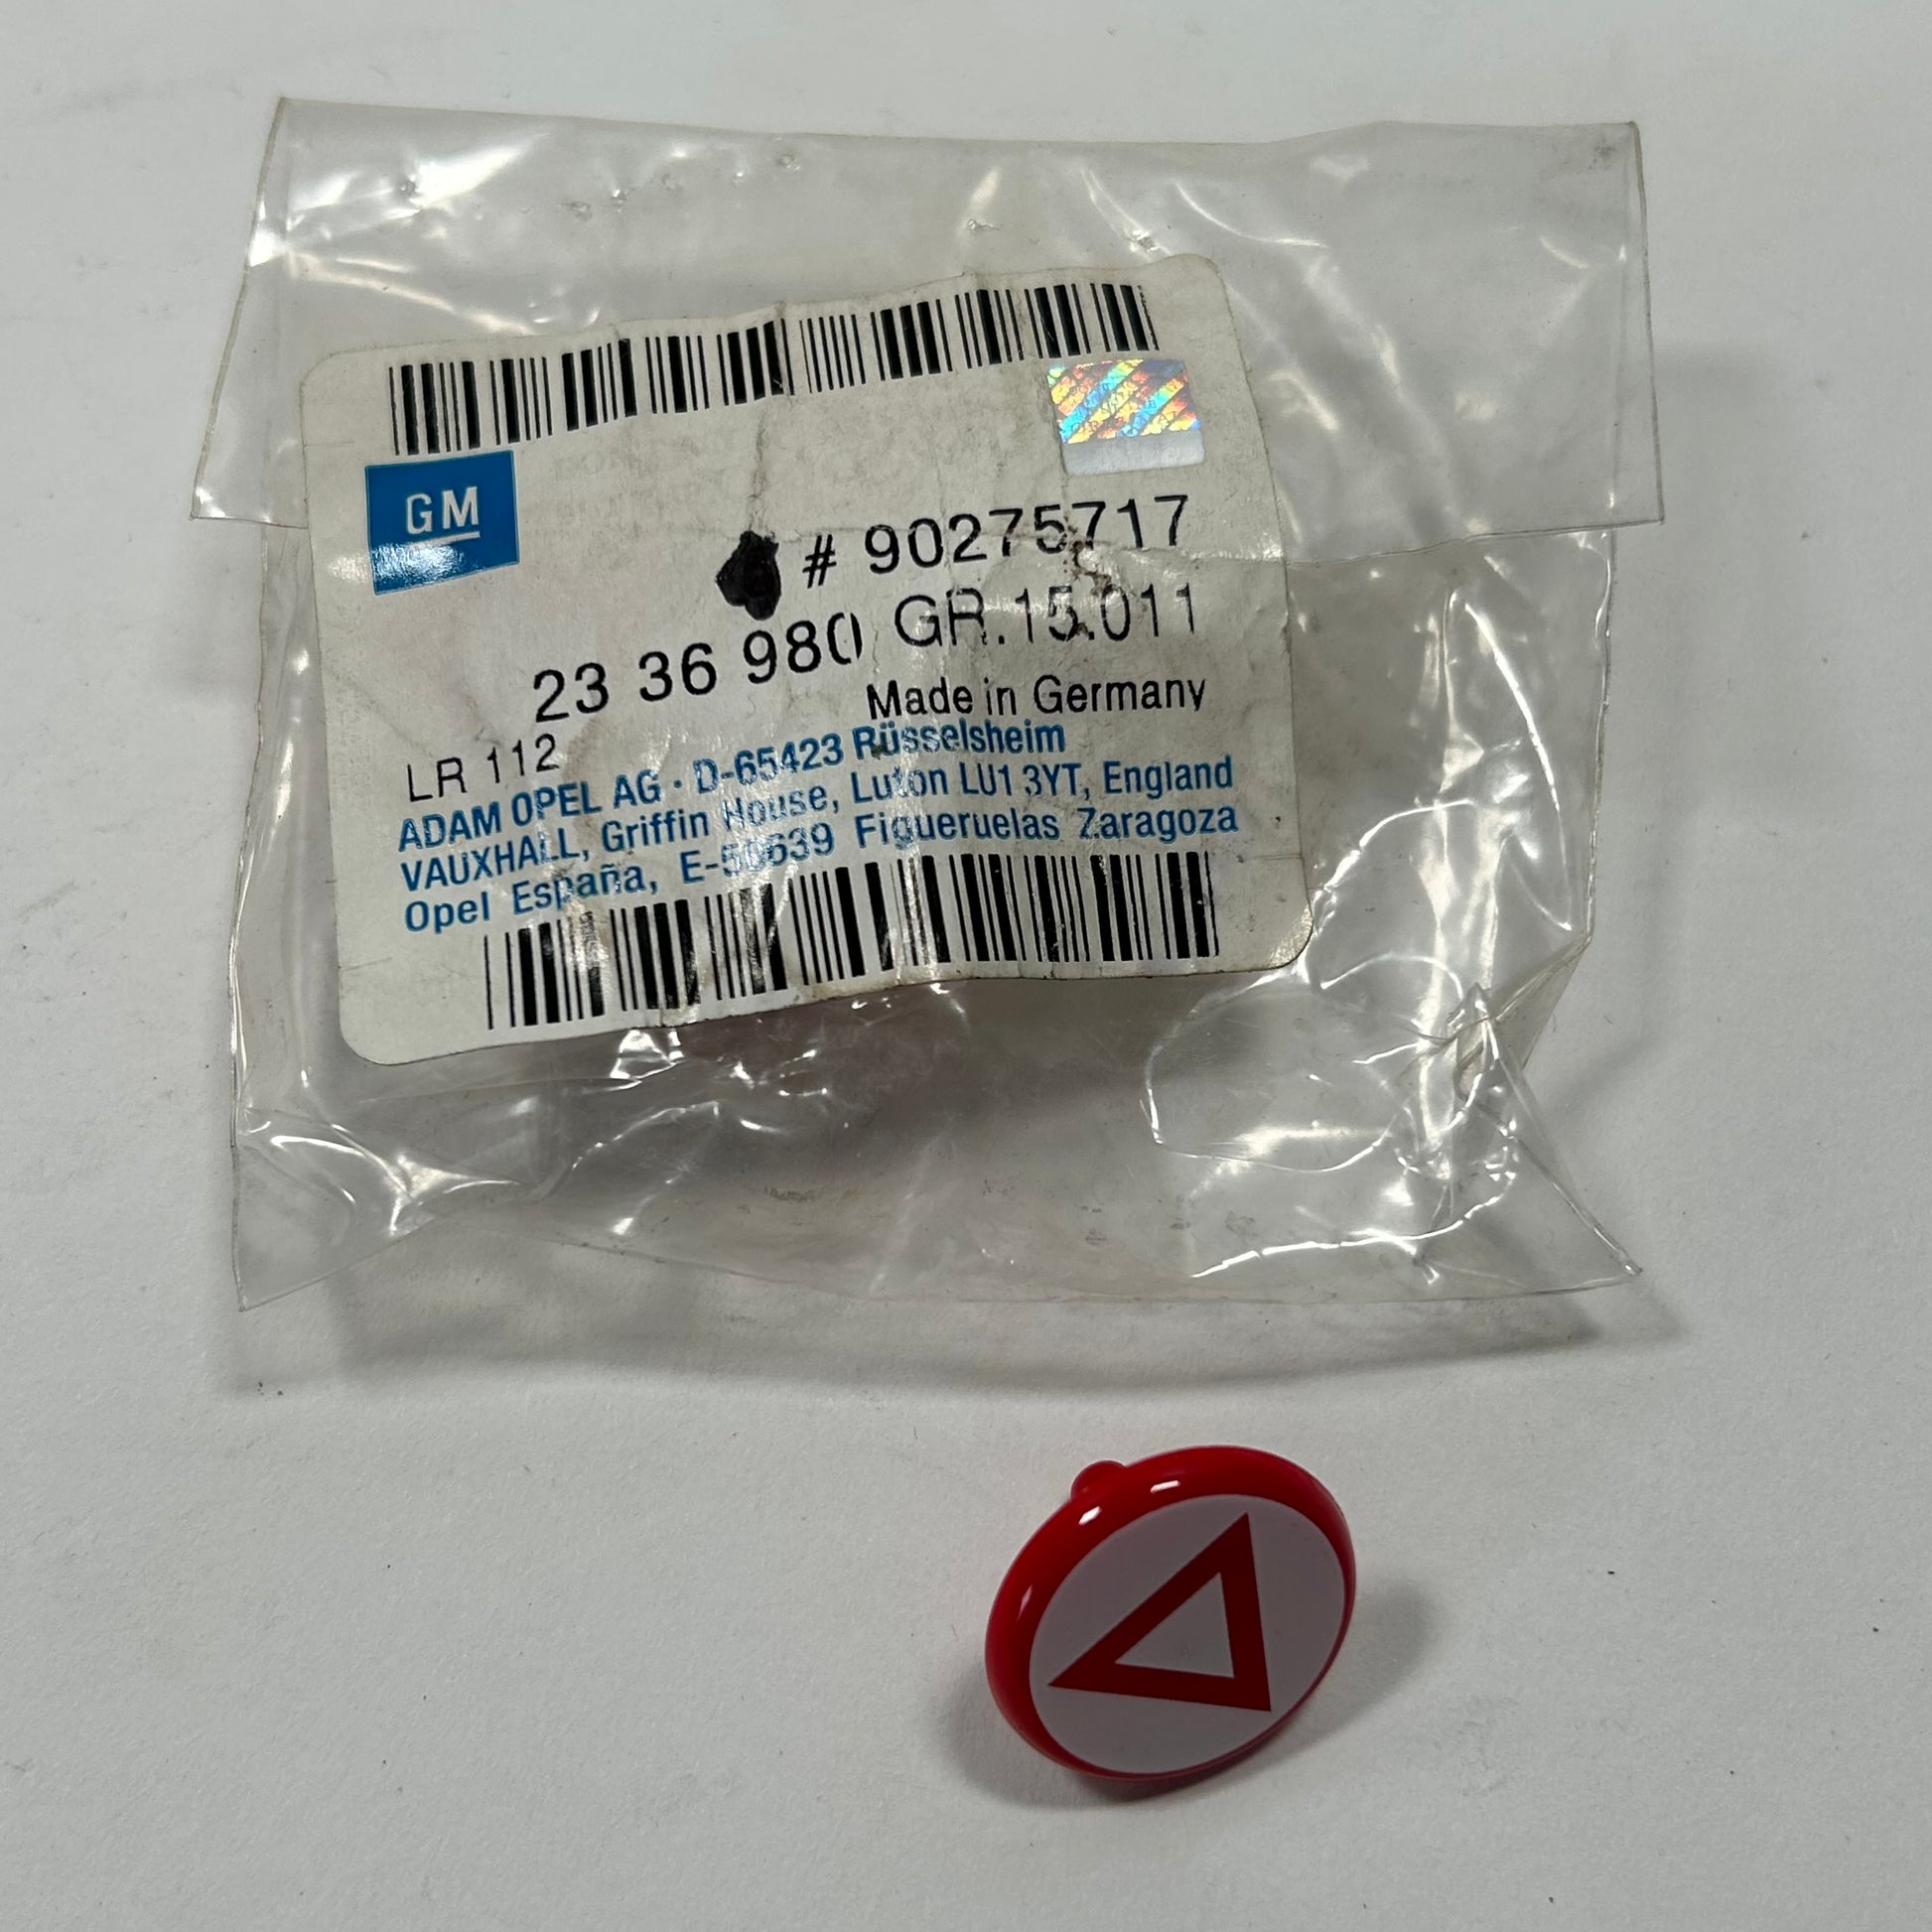 GM
# 90275717
23 36 980 GR.15.011
Made in Germany
LR 112
ADAM OPEL AG · D-65423 Rüsselsheim
VAUXHALL, Griffin House, Luton LU1 3YT, England
Opel España, E-50639 Figueruelas Zaragoza